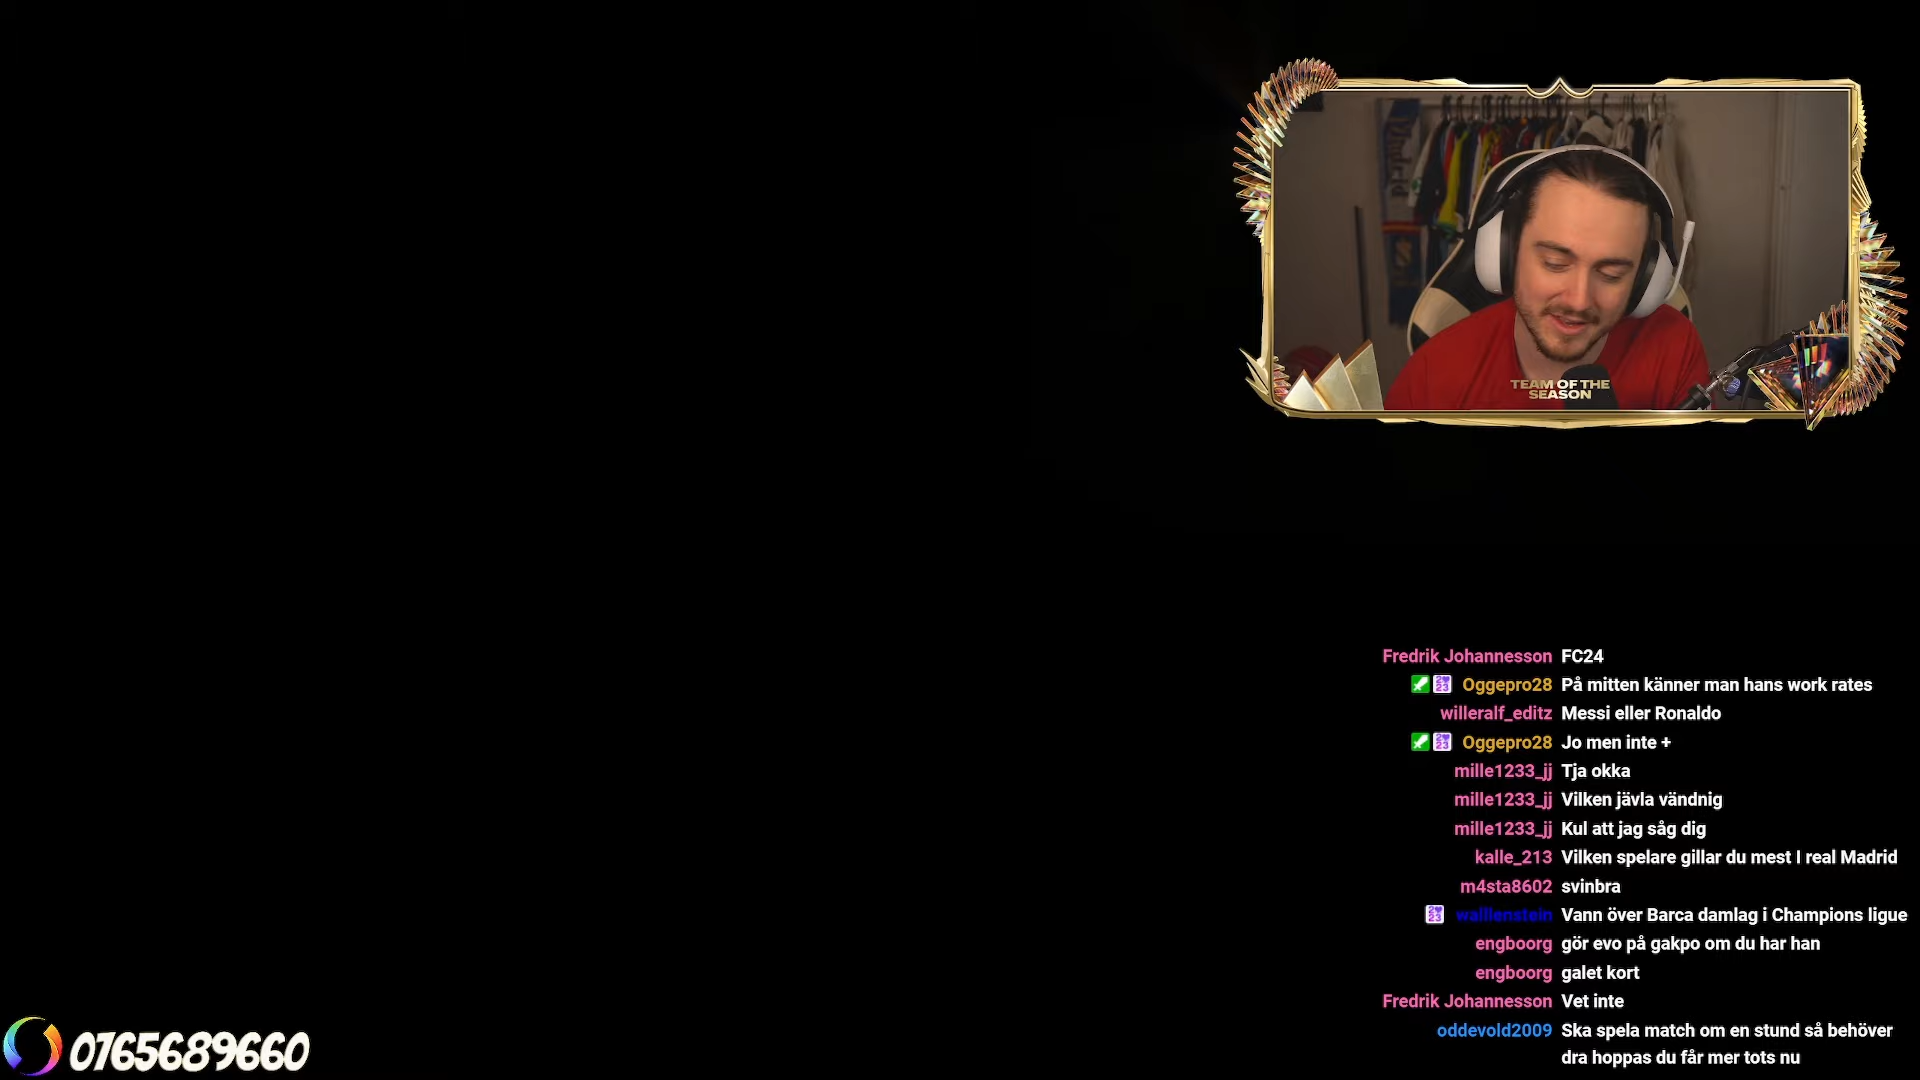 TEAM OF THE
SEASON
Fredrik Johannesson FC24
Oggepro28 På mitten känner man hans work rates
willeralf_editz Messi eller Ronaldo
Oggepro28 Jo men inte +
mille1233_jj Tja okka
mille1233_jj Vilken jävla vändnig
mille1233_jj Kul att jag såg dig
kalle_213 Vilken spelare gillar du mest I real Madrid
m4sta8602 svinbra
walllenstein Vann över Barca damlag i Champions ligue
engboorg gör evo på gakpo om du har han
engboorg galet kort
Fredrik Johannesson Vet inte
oddevold2009 Ska spela match om en stund så behöver
dra hoppas du får mer tots nu
0765689660